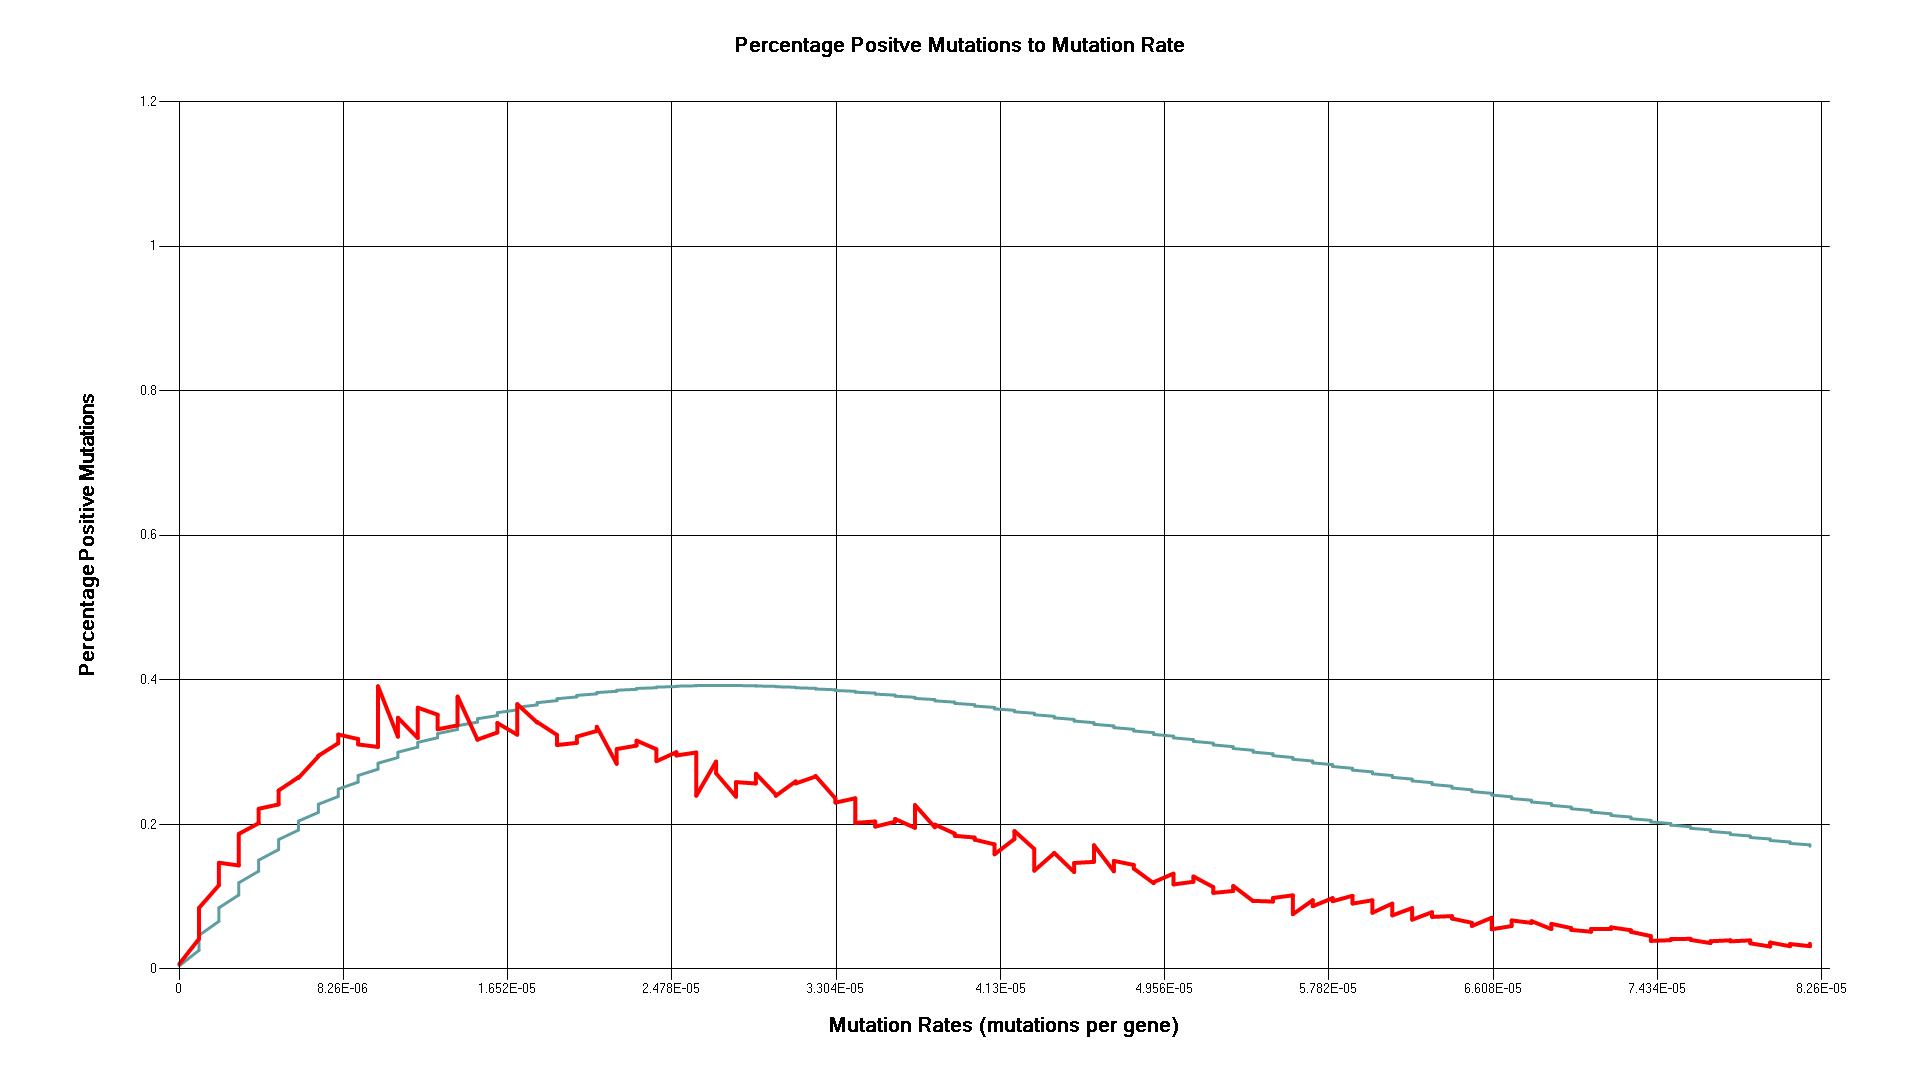 Percentage Positve Mutations to Mutation Rate
1.2
1
0.8
0.6
0.4
0.2
0
Percentage Positive Mutations
0 8.26E-06 1.652E-05 2.478E-05 3.304E-05 4.13E-05 4.956E-05 5.782E-05 6.608E-05 7.434E-05 8.26E-05
Mutation Rates (mutations per gene)